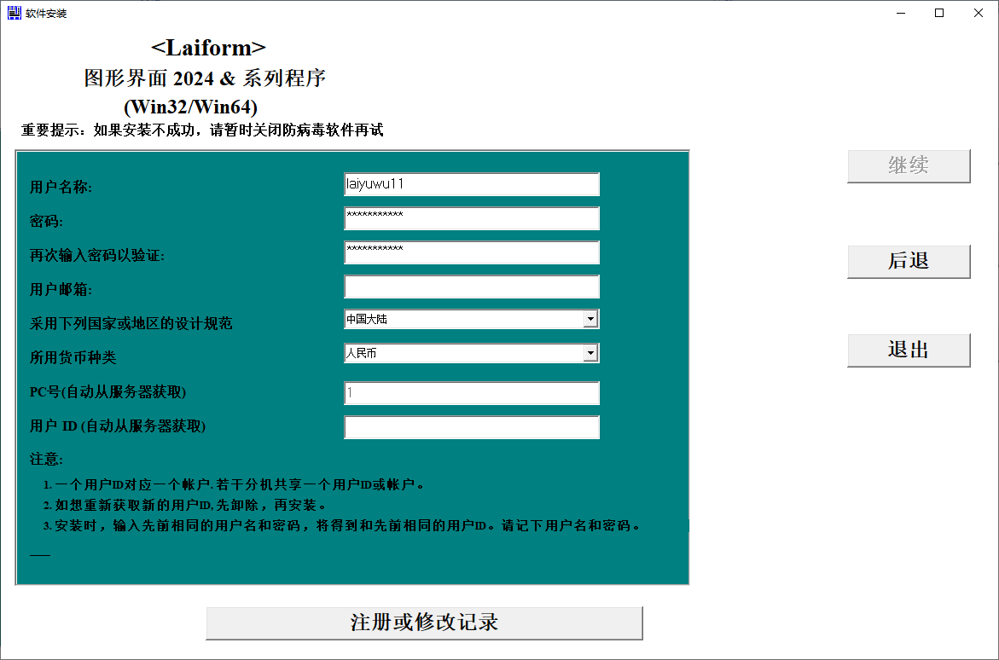 软件安装
<Laiform>
图形界面 2024 & 系列程序
(Win32/Win64)
重要提示：如果安装不成功，请暂时关闭防病毒软件再试
用户名称: laiyuwu11
密码: ***********
再次输入密码以验证: ***********
用户邮箱:
采用下列国家或地区的设计规范 中国大陆
所用货币种类 人民币
PC号(自动从服务器获取) 1
用户 ID (自动从服务器获取)
注意:
1. 一个用户ID对应一个帐户. 若干分机共享一个用户ID或帐户。
2. 如想重新获取新的用户ID, 先卸除，再安装。
3. 安装时，输入先前相同的用户名和密码，将得到和先前相同的用户ID。请记下用户名和密码。
继续
后退
退出
注册或修改记录